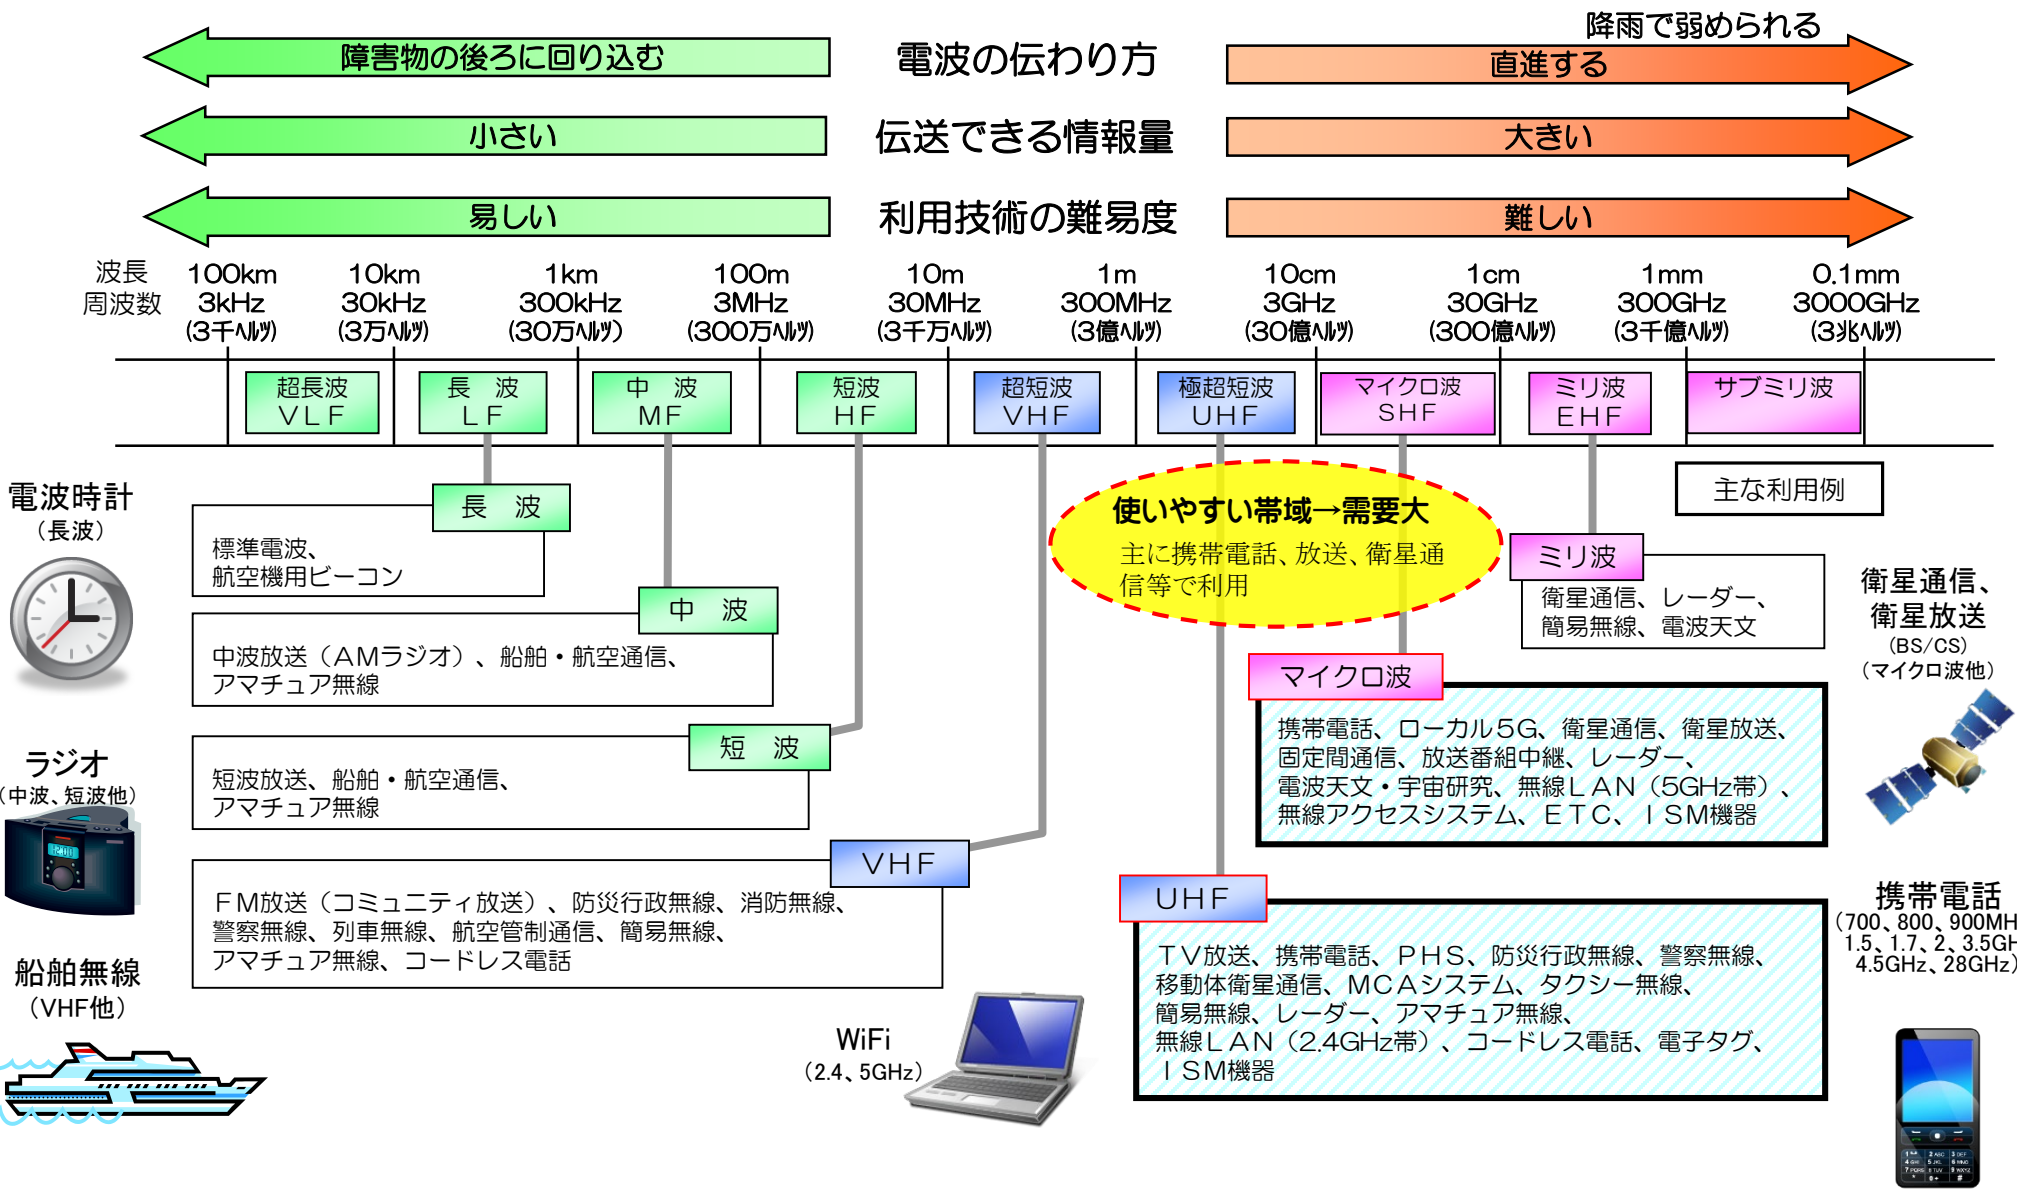 降雨で弱められる
障害物の後ろに回り込む
電波の伝わり方
直進する
小さい
伝送できる情報量
大きい
易しい
利用技術の難易度
難しい
波長 100km 10km 1km 100m 10m 1m 10cm 1cm 1mm 0.1mm
周波数 3kHz 30kHz 300kHz 3MHz 30MHz 300MHz 3GHz 30GHz 300GHz 3000GHz
(3千ヘルツ) (3万ヘルツ) (30万ヘルツ) (300万ヘルツ) (3千万ヘルツ) (3億ヘルツ) (30億ヘルツ) (300億ヘルツ) (3千億ヘルツ) (3兆ヘルツ)
超長波
VLF
長 波
LF
中 波
MF
短波
HF
超短波
VHF
極超短波
UHF
マイクロ波
SHF
ミリ波
EHF
サブミリ波
主な利用例
電波時計
(長波)
長 波
標準電波、
航空機用ビーコン
中 波
中波放送（AMラジオ）、船舶・航空通信、
アマチュア無線
ラジオ
(中波、短波他)
12:00
短 波
短波放送、船舶・航空通信、
アマチュア無線
VHF
FM放送（コミュニティ放送）、防災行政無線、消防無線、
警察無線、列車無線、航空管制通信、簡易無線、
アマチュア無線、コードレス電話
船舶無線
(VHF他)
使いやすい帯域→需要大
主に携帯電話、放送、衛星通
信等で利用
ミリ波
衛星通信、レーダー、
簡易無線、電波天文
衛星通信、
衛星放送
(BS/CS)
(マイクロ波他)
マイクロ波
携帯電話、ローカル5G、衛星通信、衛星放送、
固定間通信、放送番組中継、レーダー、
電波天文・宇宙研究、無線LAN（5GHz帯）、
無線アクセスシステム、ETC、ISM機器
UHF
TV放送、携帯電話、PHS、防災行政無線、警察無線、
移動体衛星通信、MCAシステム、タクシー無線、
簡易無線、レーダー、アマチュア無線、
無線LAN（2.4GHz帯）、コードレス電話、電子タグ、
ISM機器
WiFi
(2.4、5GHz)
携帯電話
(700、800、900MH
1.5、1.7、2、3.5GH
4.5GHz、28GHz)